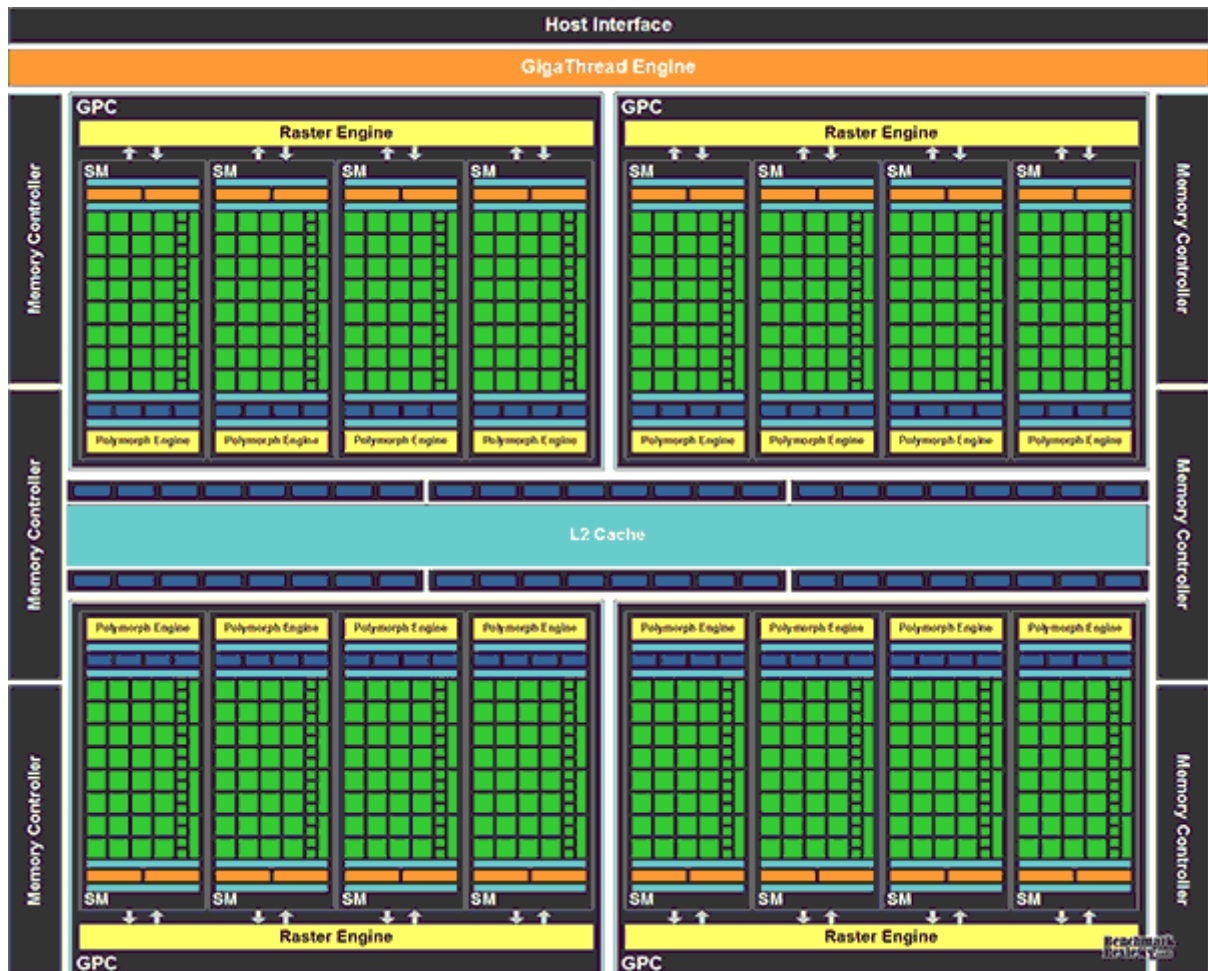 Host Interface
GigaThread Engine
GPC
GPC
Raster Engine
Raster Engine
SM
SM
SM
SM
SM
SM
SM
SM
Memory Controller
Memory Controller
Polymorph Engine
Polymorph Engine
Polymorph Engine
Polymorph Engine
Polymorph Engine
Polymorph Engine
Polymorph Engine
Polymorph Engine
Memory Controller
L2 Cache
Memory Controller
Polymorph Engine
Polymorph Engine
Polymorph Engine
Polymorph Engine
Polymorph Engine
Polymorph Engine
Polymorph Engine
Polymorph Engine
Memory Controller
Memory Controller
SM
SM
SM
SM
SM
SM
SM
SM
Raster Engine
Raster Engine
GPC
GPC
Benchmark
Reviews.com